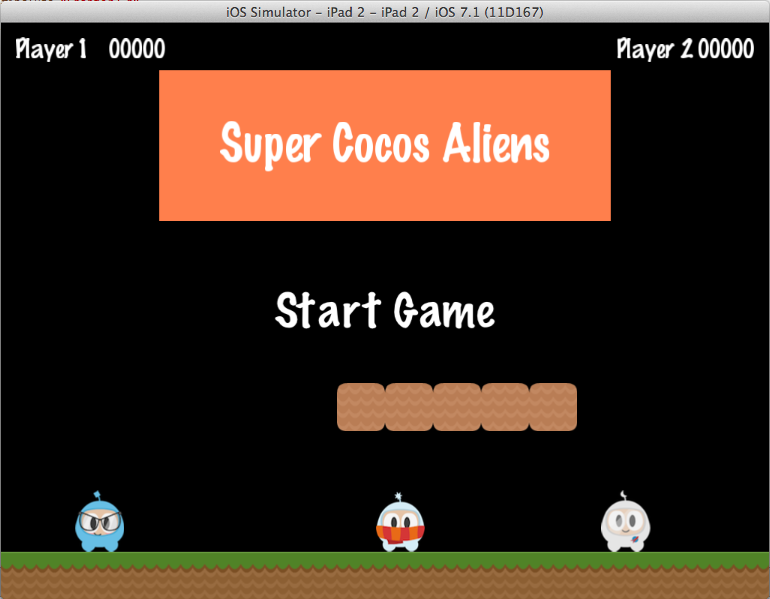 iOS Simulator – iPad 2 – iPad 2 / iOS 7.1 (11D167)
Player 1 00000
Player 2 00000
Super Cocos Aliens
Start Game